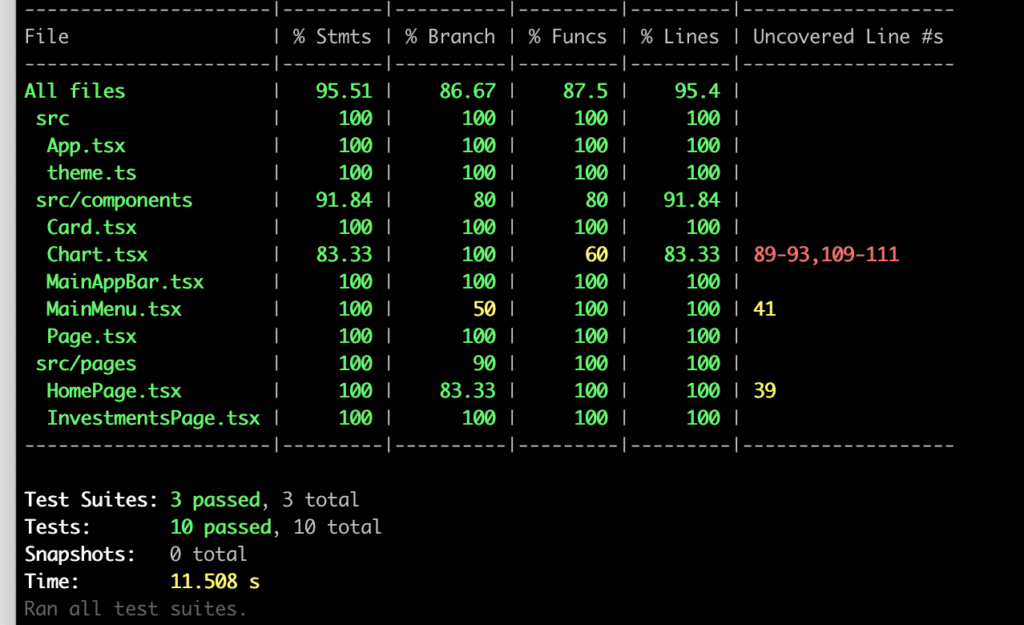 ------------------------|---------|----------|---------|---------|-------------------
File                    | % Stmts | % Branch | % Funcs | % Lines | Uncovered Line #s
------------------------|---------|----------|---------|---------|-------------------
All files               |   95.51 |    86.67 |    87.5 |    95.4 |
 src                    |     100 |      100 |     100 |     100 |
  App.tsx               |     100 |      100 |     100 |     100 |
  theme.ts              |     100 |      100 |     100 |     100 |
 src/components         |   91.84 |       80 |      80 |   91.84 |
  Card.tsx              |     100 |      100 |     100 |     100 |
  Chart.tsx             |   83.33 |      100 |      60 |   83.33 | 89-93,109-111
  MainAppBar.tsx        |     100 |      100 |     100 |     100 |
  MainMenu.tsx          |     100 |       50 |     100 |     100 | 41
  Page.tsx              |     100 |      100 |     100 |     100 |
 src/pages              |     100 |       90 |     100 |     100 |
  HomePage.tsx          |     100 |    83.33 |     100 |     100 | 39
  InvestmentsPage.tsx   |     100 |      100 |     100 |     100 |
------------------------|---------|----------|---------|---------|-------------------
Test Suites: 3 passed, 3 total
Tests:       10 passed, 10 total
Snapshots:   0 total
Time:        11.508 s
Ran all test suites.